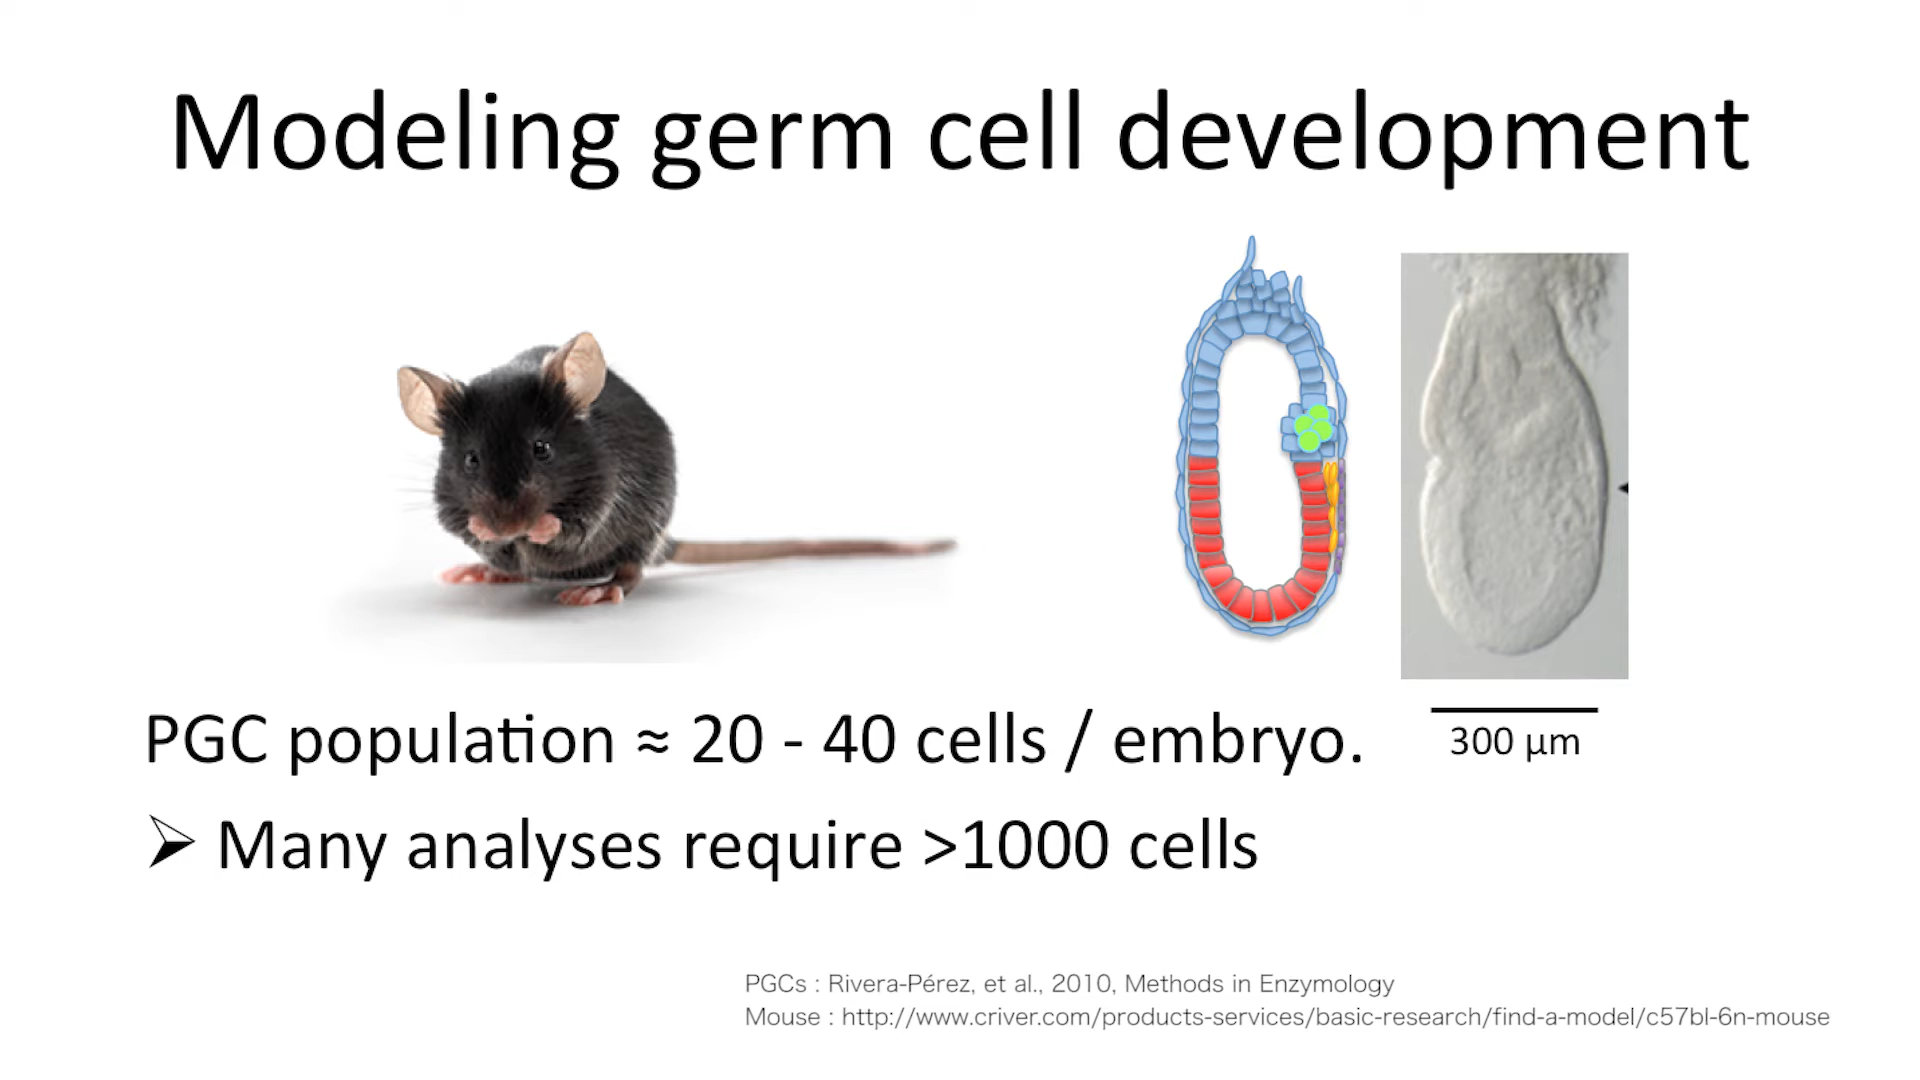 Modeling germ cell development
300 µm
PGC population ≈ 20 - 40 cells / embryo.
➢ Many analyses require >1000 cells
PGCs : Rivera-Pérez, et al., 2010, Methods in Enzymology
Mouse : http://www.criver.com/products-services/basic-research/find-a-model/c57bl-6n-mouse